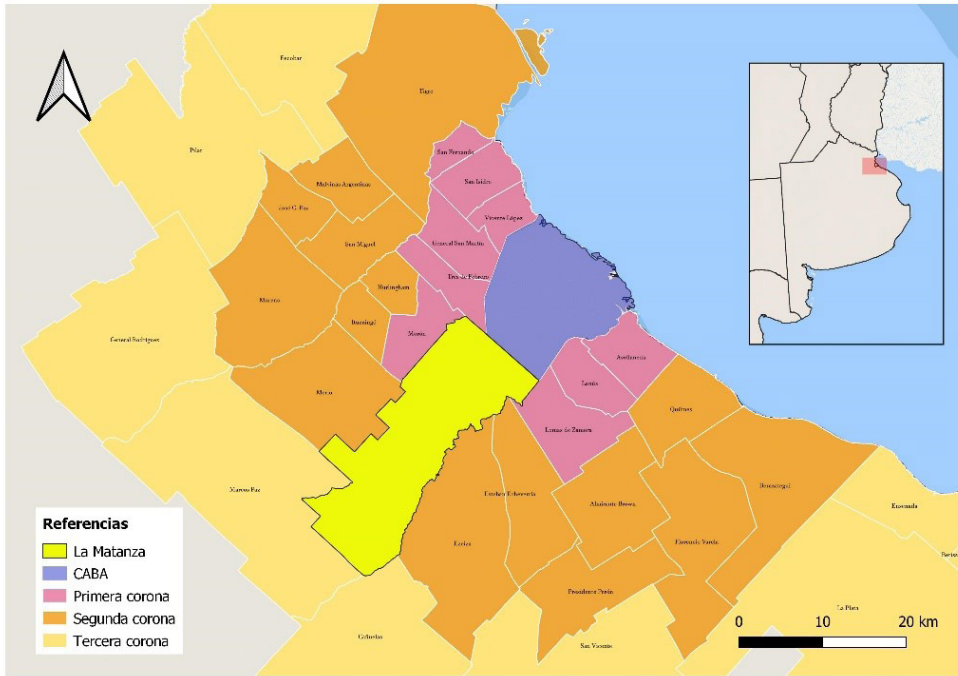 Escobar
Tigre
Pilar
San Fernando
San Isidro
Malvinas Argentinas
José C. Paz
Vicente López
San Miguel
General San Martín
Tres de Febrero
Hurlingham
Moreno
Ituzaingó
Morón
General Rodríguez
Avellaneda
Lanús
Merlo
Quilmes
Lomas de Zamora
Marcos Paz
Esteban Echeverría
Berazategui
Almirante Brown
Ensenada
Ezeiza
Florencio Varela
Berisso
Presidente Perón
La Plata
Cañuelas
San Vicente
Referencias
La Matanza
CABA
Primera corona
Segunda corona
Tercera corona
0 10 20 km